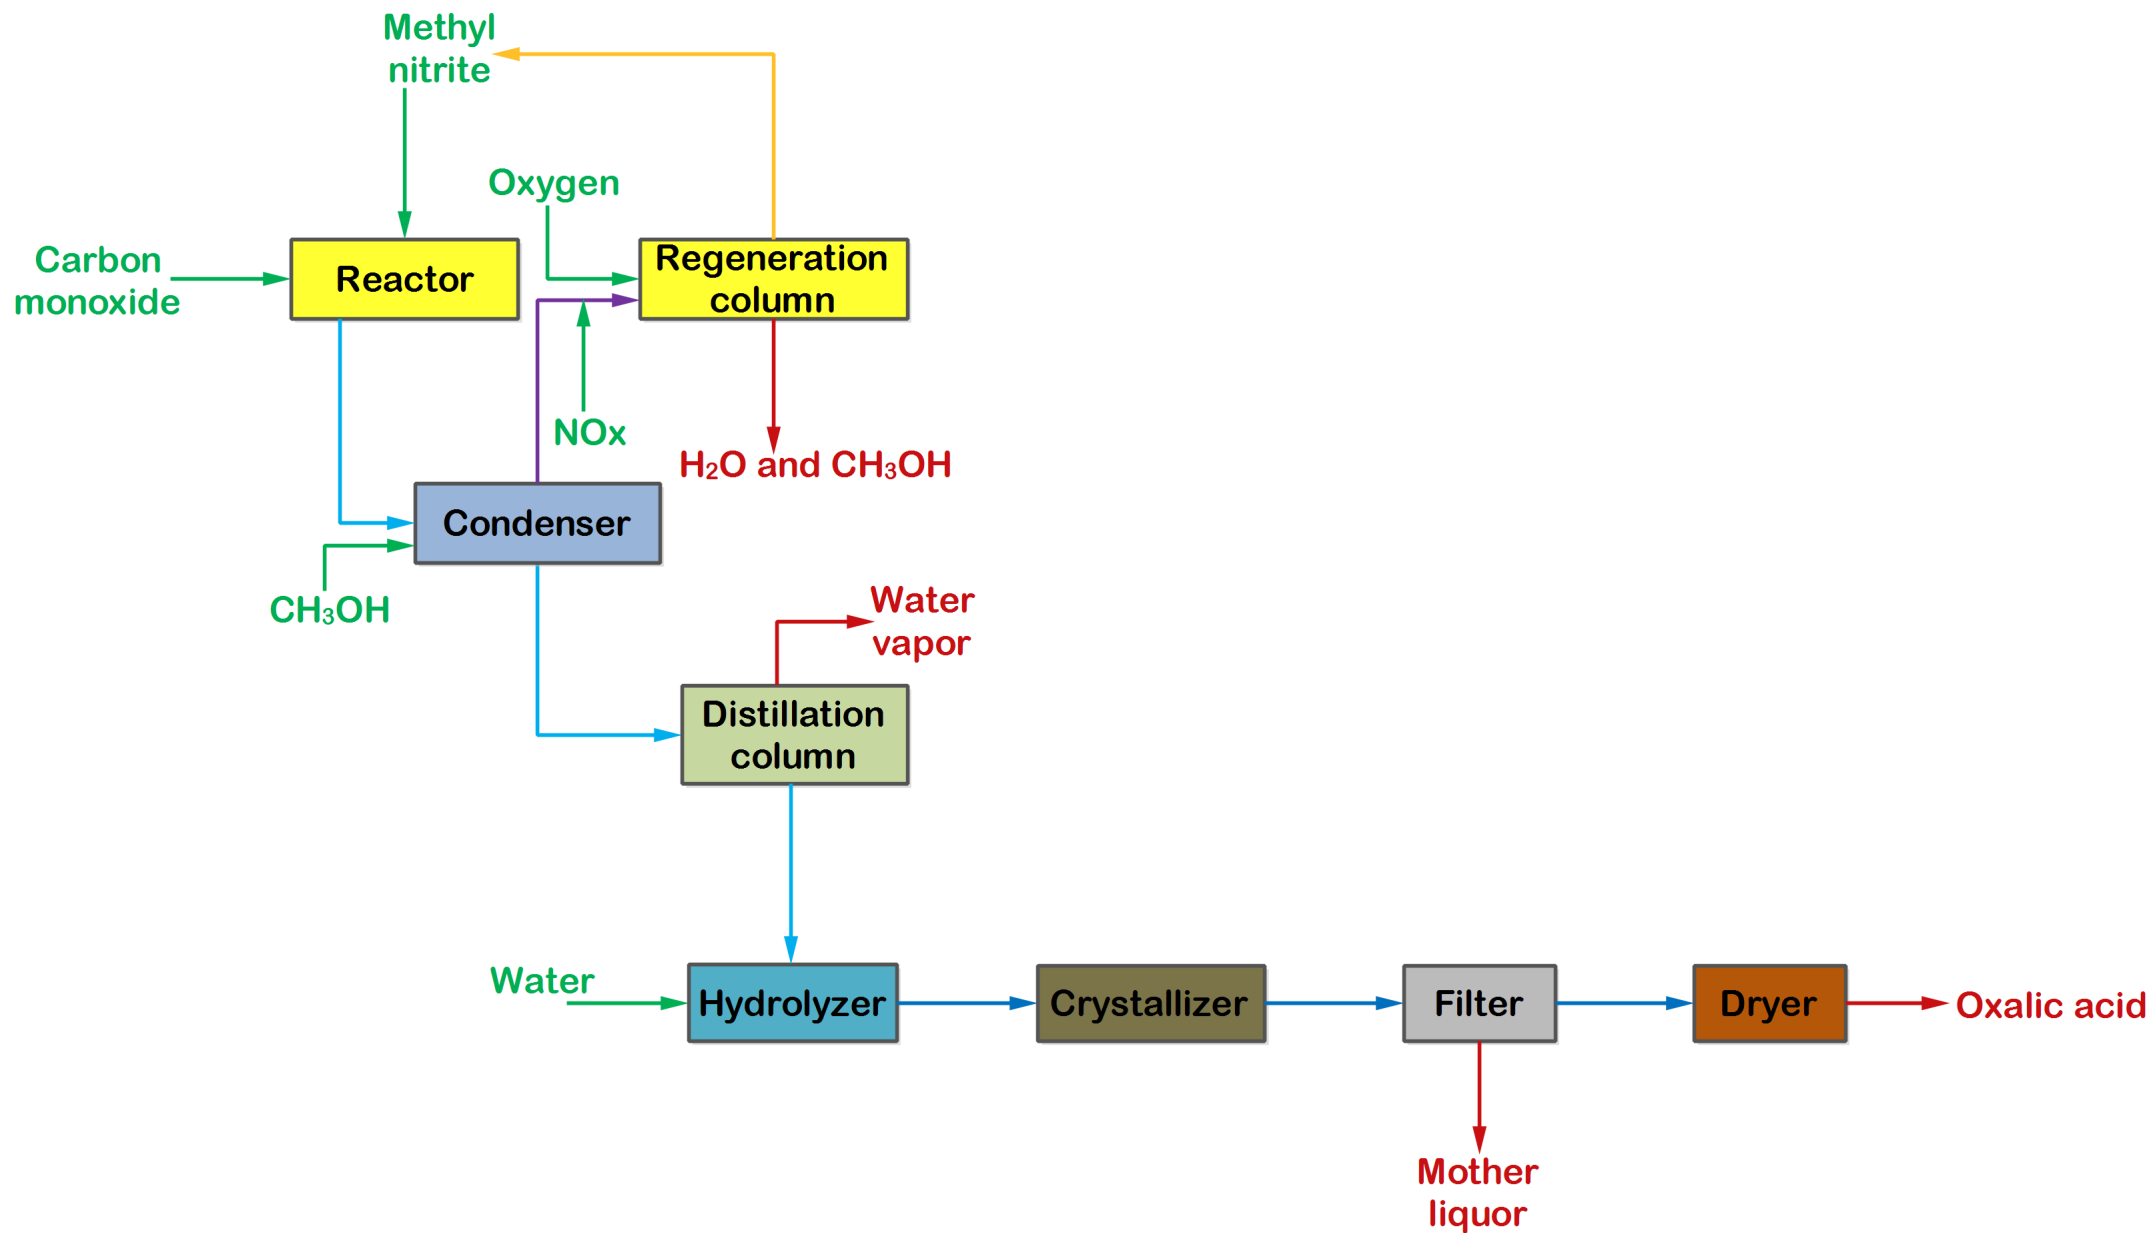 Methyl
nitrite
Oxygen
Carbon
monoxide
Reactor
Regeneration
column
NOx
H₂O and CH₃OH
Condenser
CH₃OH
Water
vapor
Distillation
column
Water
Hydrolyzer
Crystallizer
Filter
Dryer
Oxalic acid
Mother
liquor